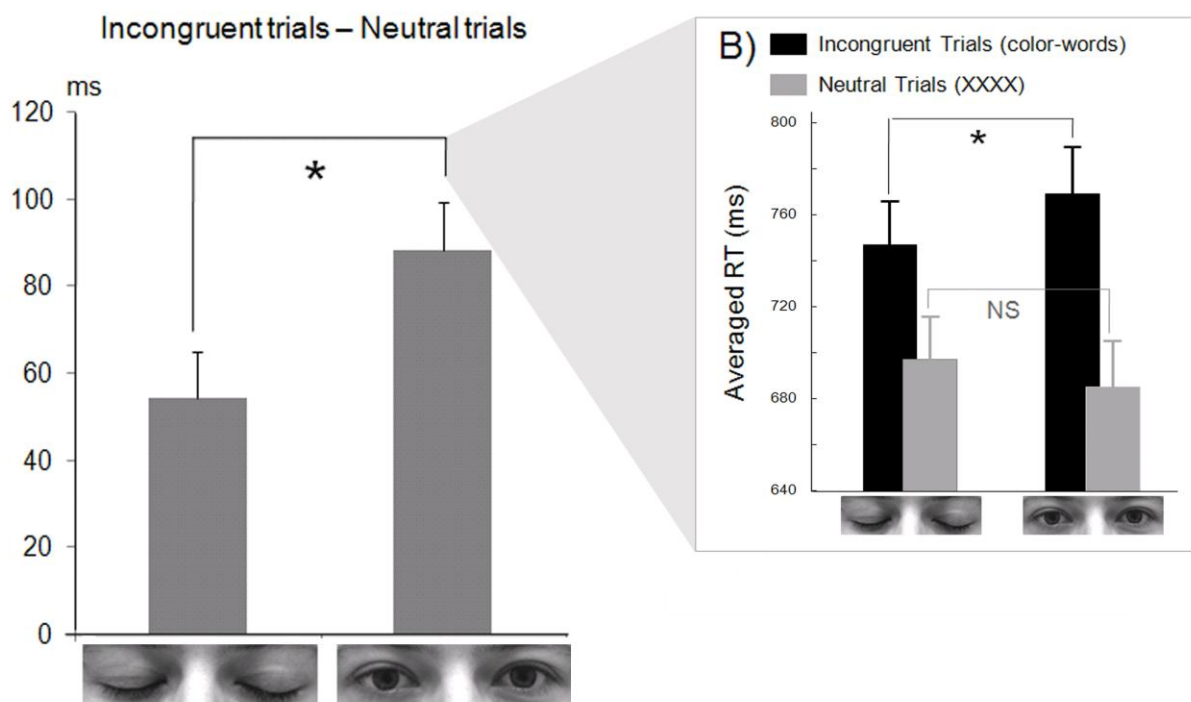 Incongruent trials – Neutral trials
ms
120
100
80
60
40
20
0
*
B)
Incongruent Trials (color-words)
Neutral Trials (XXXX)
Averaged RT (ms)
800
760
720
680
640
*
NS